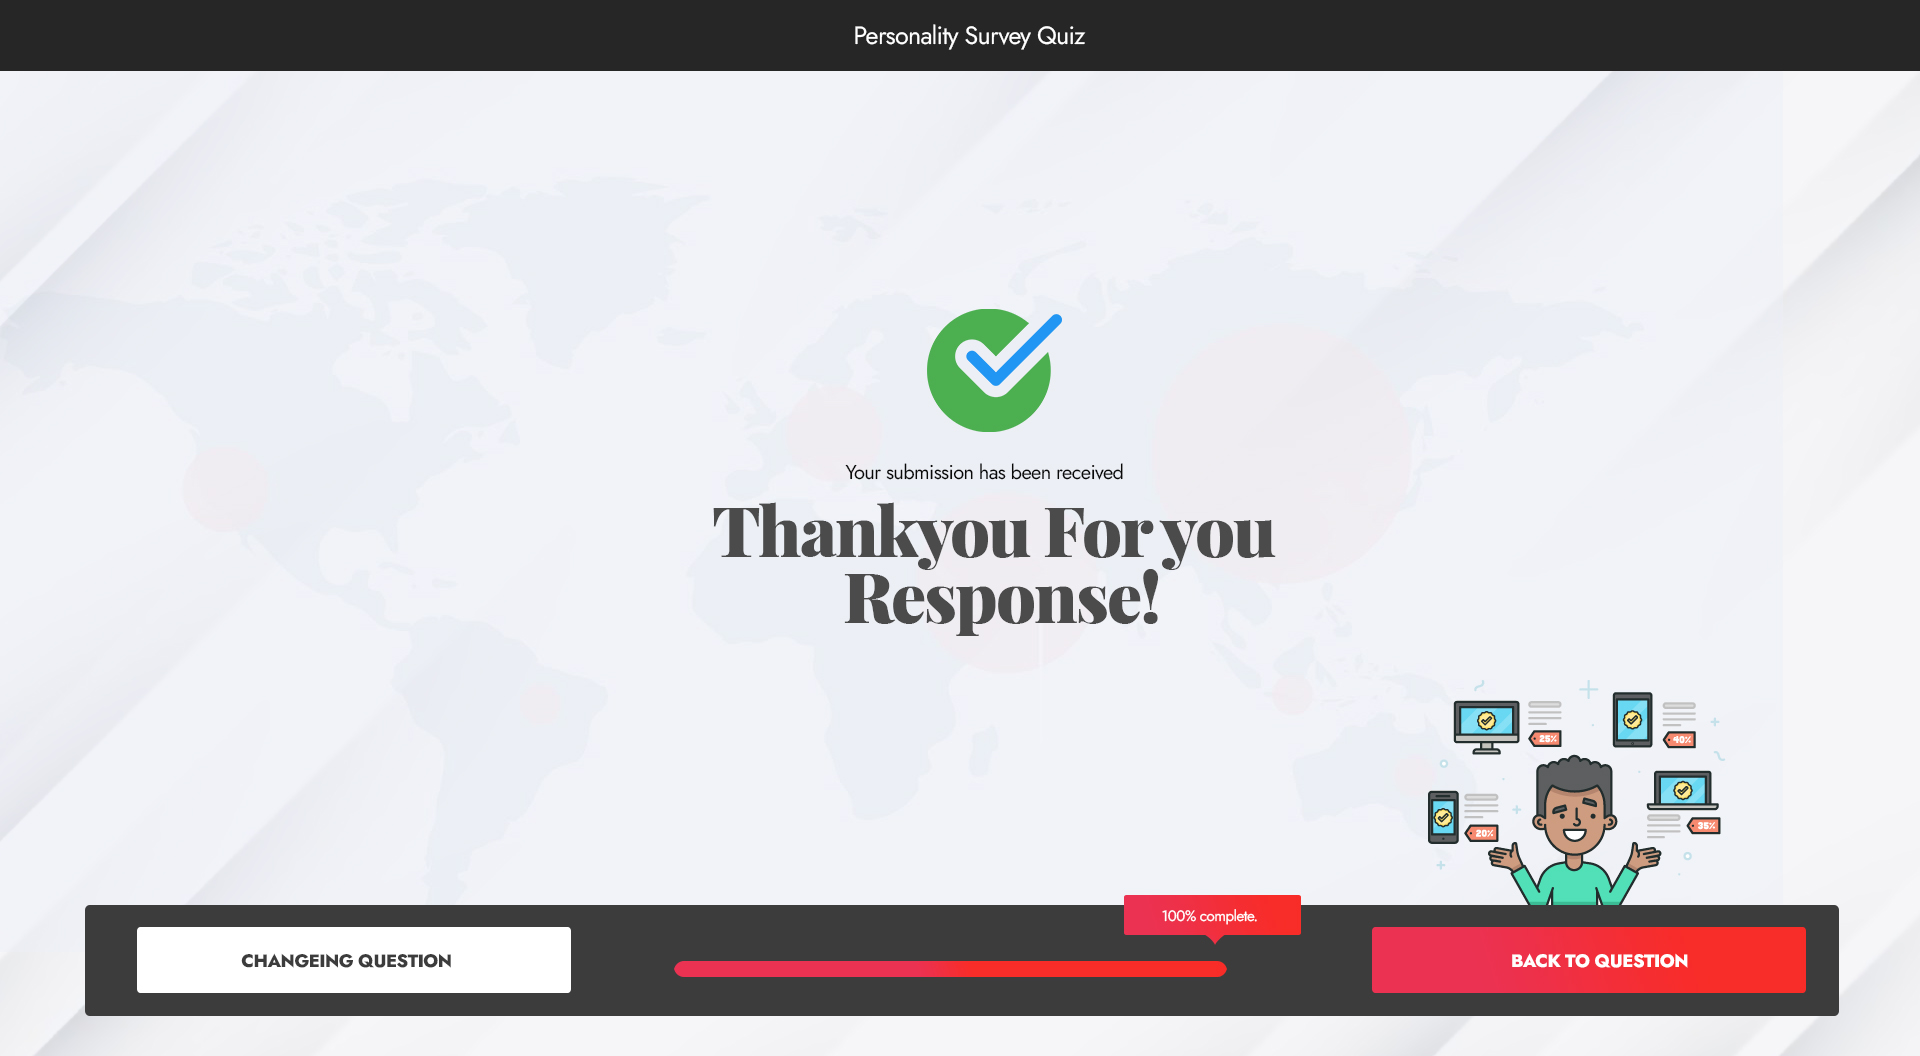 Personality Survey Quiz
Your submission has been received
Thankyou For you
Response!
25%
40%
20%
35%
100% complete.
CHANGEING QUESTION
BACK TO QUESTION